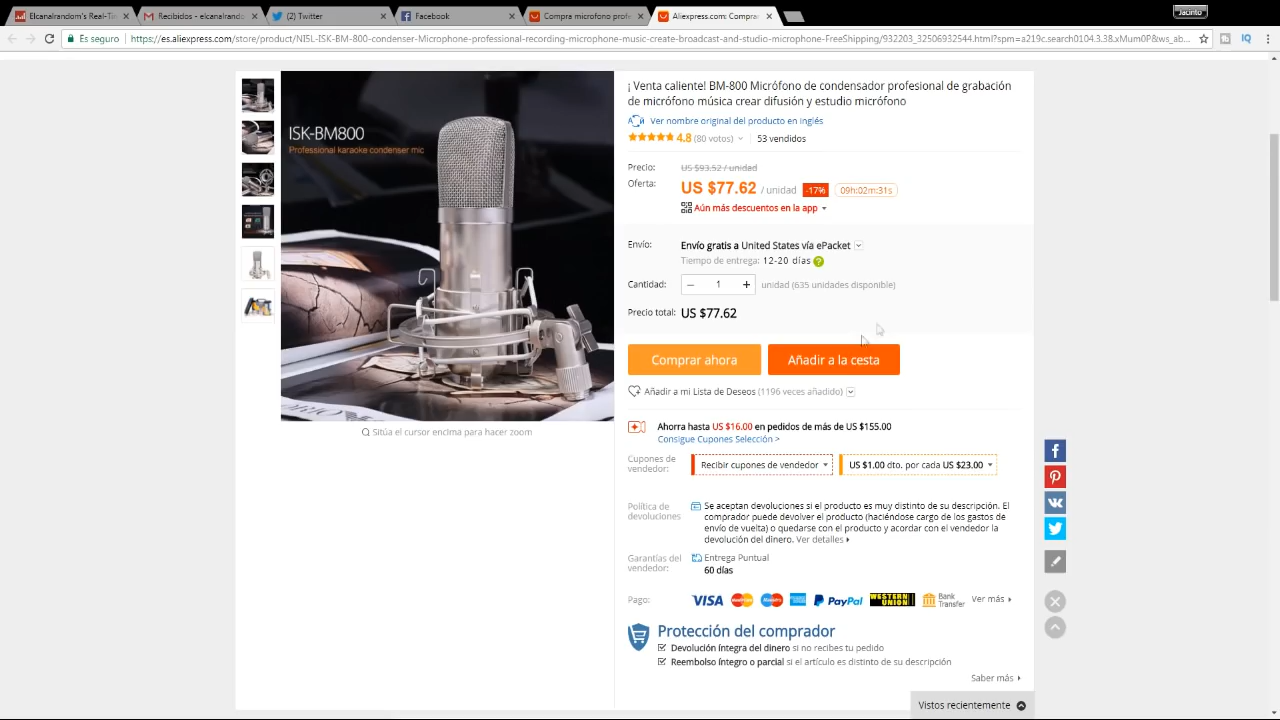 Elcanalrandom's Real-Tim
Recibidos - elcanalrando
(2) Twitter
Facebook
Compra microfono profe
Aliexpress.com: Compra
Jacinto
Es seguro
https://es.aliexpress.com/store/product/NI5L-ISK-BM-800-condenser-Microphone-professional-recording-microphone-music-create-broadcast-and-studio-microphone-FreeShipping/932203_32506932544.html?spm=a219c.search0104.3.38.xMum0P&ws_ab...
ISK-BM800
Professional karaoke condenser mic
Sitúa el cursor encima para hacer zoom
¡ Venta caliente! BM-800 Micrófono de condensador profesional de grabación
de micrófono música crear difusión y estudio micrófono
Ver nombre original del producto en inglés
4.8 (80 votos)
53 vendidos
Precio: US $93.52 / unidad
Oferta: US $77.62 / unidad -17% 09h:02m:31s
Aún más descuentos en la app
Envío: Envío gratis a United States vía ePacket
Tiempo de entrega: 12-20 días ?
Cantidad: – 1 + unidad (635 unidades disponible)
Precio total: US $77.62
Comprar ahora
Añadir a la cesta
Añadir a mi Lista de Deseos (1196 veces añadido)
Ahorra hasta US $16.00 en pedidos de más de US $155.00
Consigue Cupones Selección >
Cupones de
vendedor:
Recibir cupones de vendedor
US $1.00 dto. por cada US $23.00
Política de
devoluciones
Se aceptan devoluciones si el producto es muy distinto de su descripción. El
comprador puede devolver el producto (haciéndose cargo de los gastos de
envío de vuelta) o quedarse con el producto y acordar con el vendedor la
devolución del dinero. Ver detalles
Garantías del
vendedor:
Entrega Puntual
60 días
Pago:
VISA
PayPal
WESTERN
UNION
Bank
Transfer
Ver más
Protección del comprador
Devolución íntegra del dinero si no recibes tu pedido
Reembolso íntegro o parcial si el artículo es distinto de su descripción
Saber más
Vistos recientemente